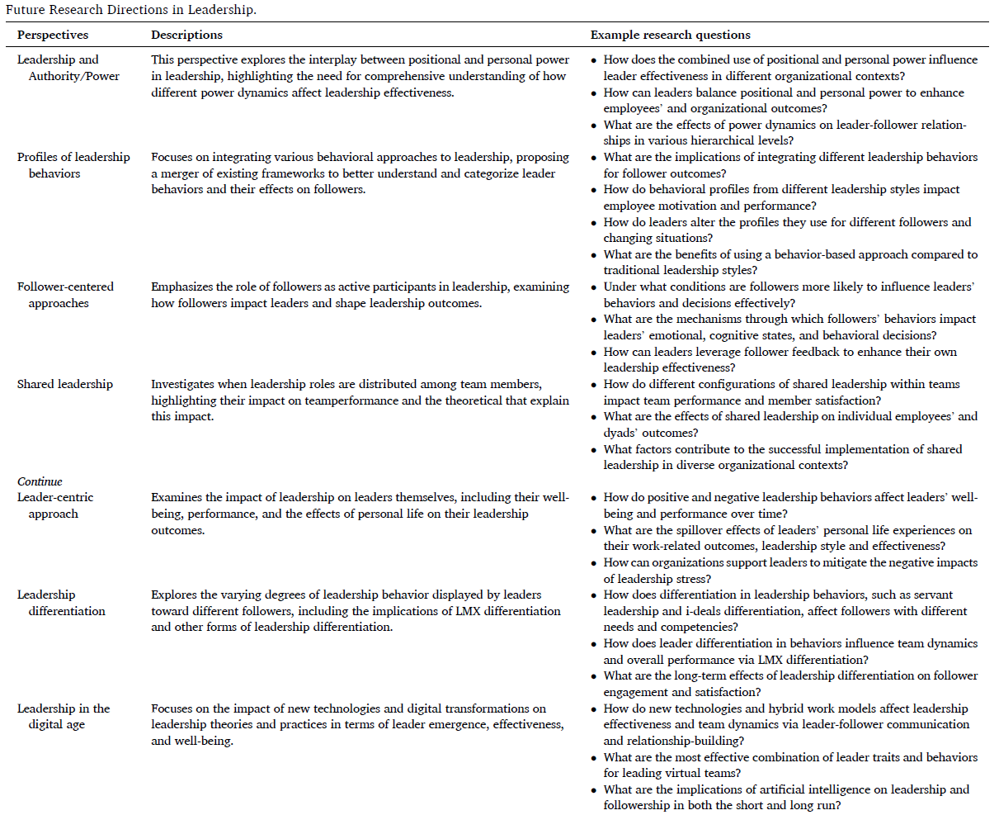 Future Research Directions in Leadership.
Perspectives Descriptions Example research questions
Leadership and Authority/Power
This perspective explores the interplay between positional and personal power
in leadership, highlighting the need for comprehensive understanding of how
different power dynamics affect leadership effectiveness.
• How does the combined use of positional and personal power influence
leader effectiveness in different organizational contexts?
• How can leaders balance positional and personal power to enhance
employees' and organizational outcomes?
• What are the effects of power dynamics on leader-follower relation-
ships in various hierarchical levels?
Profiles of leadership
behaviors
Focuses on integrating various behavioral approaches to leadership, proposing
a merger of existing frameworks to better understand and categorize leader
behaviors and their effects on followers.
• What are the implications of integrating different leadership behaviors
for follower outcomes?
• How do behavioral profiles from different leadership styles impact
employee motivation and performance?
• How do leaders alter the profiles they use for different followers and
changing situations?
• What are the benefits of using a behavior-based approach compared to
traditional leadership styles?
Follower-centered
approaches
Emphasizes the role of followers as active participants in leadership, examining
how followers impact leaders and shape leadership outcomes.
• Under what conditions are followers more likely to influence leaders'
behaviors and decisions effectively?
• What are the mechanisms through which followers' behaviors impact
leaders' emotional, cognitive states, and behavioral decisions?
• How can leaders leverage follower feedback to enhance their own
leadership effectiveness?
Shared leadership
Investigates when leadership roles are distributed among team members,
highlighting their impact on teamperformance and the theoretical that explain
this impact.
• How do different configurations of shared leadership within teams
impact team performance and member satisfaction?
• What are the effects of shared leadership on individual employees' and
dyads' outcomes?
• What factors contribute to the successful implementation of shared
leadership in diverse organizational contexts?
Continue
Leader-centric
approach
Examines the impact of leadership on leaders themselves, including their well-
being, performance, and the effects of personal life on their leadership
outcomes.
• How do positive and negative leadership behaviors affect leaders' well-
being and performance over time?
• What are the spillover effects of leaders' personal life experiences on
their work-related outcomes, leadership style and effectiveness?
• How can organizations support leaders to mitigate the negative impacts
of leadership stress?
Leadership
differentiation
Explores the varying degrees of leadership behavior displayed by leaders
toward different followers, including the implications of LMX differentiation
and other forms of leadership differentiation.
• How does differentiation in leadership behaviors, such as servant
leadership and i-deals differentiation, affect followers with different
needs and competencies?
• How does leader differentiation in behaviors influence team dynamics
and overall performance via LMX differentiation?
• What are the long-term effects of leadership differentiation on follower
engagement and satisfaction?
Leadership in the
digital age
Focuses on the impact of new technologies and digital transformations on
leadership theories and practices in terms of leader emergence, effectiveness,
and well-being.
• How do new technologies and hybrid work models affect leadership
effectiveness and team dynamics via leader-follower communication
and relationship-building?
• What are the most effective combination of leader traits and behaviors
for leading virtual teams?
• What are the implications of artificial intelligence on leadership and
followership in both the short and long run?